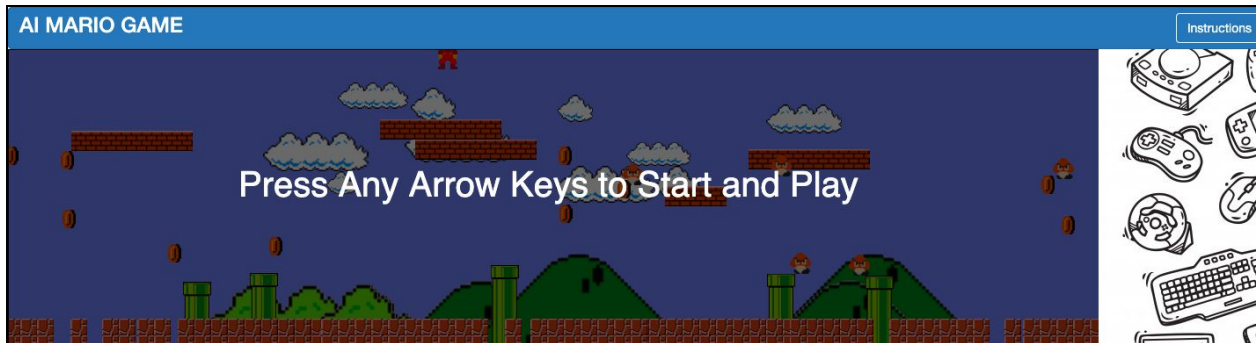 AI MARIO GAME
Instructions
Press Any Arrow Keys to Start and Play